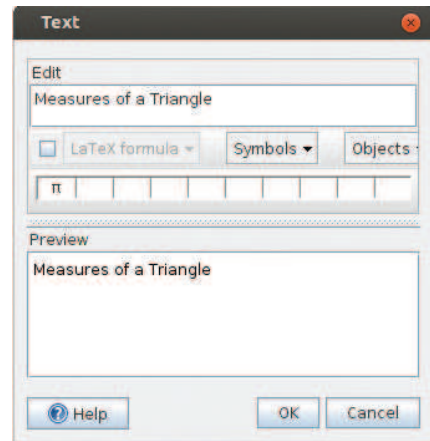 Text
Edit
Measures of a Triangle
LaTeX formula Symbols Objects
π
Preview
Measures of a Triangle
Help OK Cancel